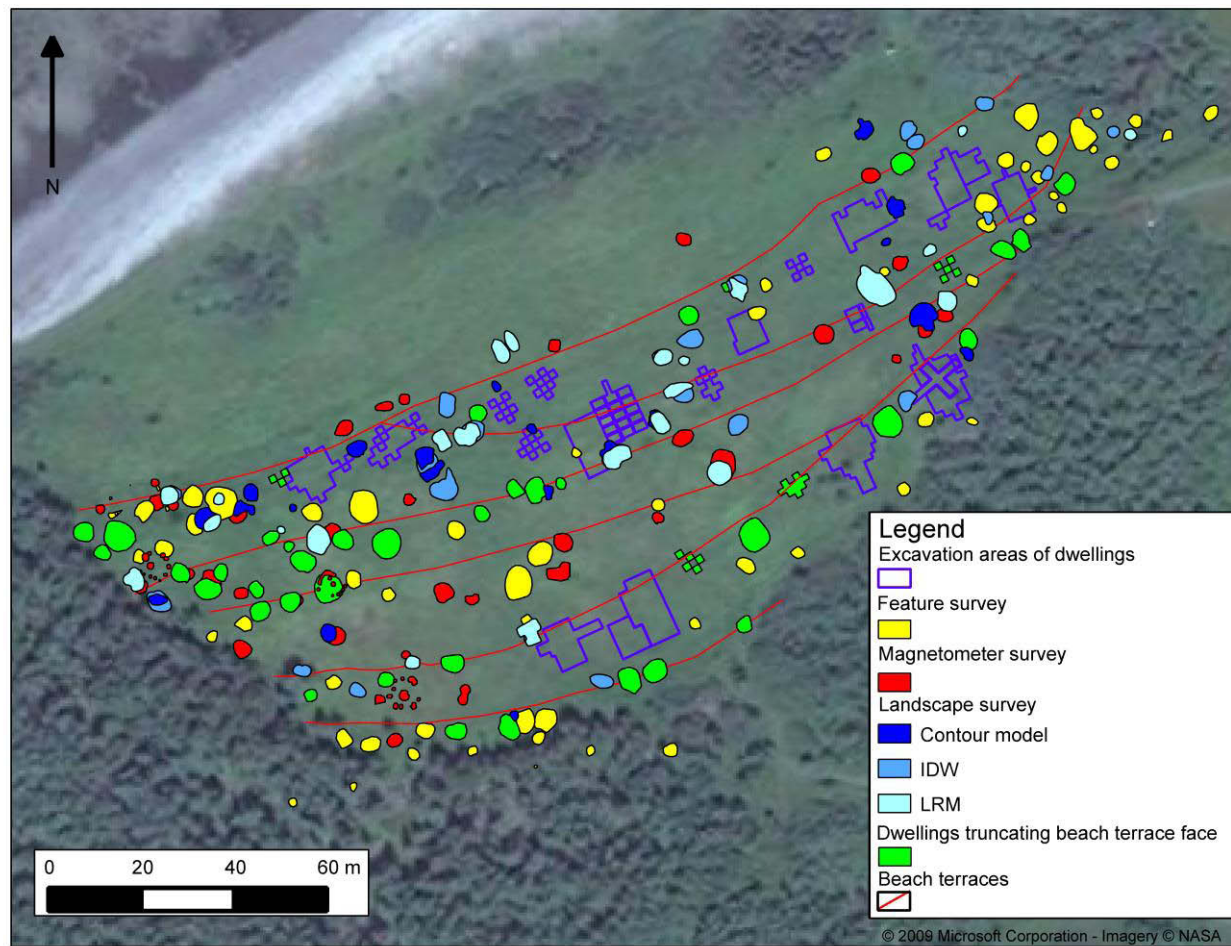 N
Legend
Excavation areas of dwellings
Feature survey
Magnetometer survey
Landscape survey
Contour model
IDW
LRM
Dwellings truncating beach terrace face
Beach terraces
0 20 40 60 m
© 2009 Microsoft Corporation - Imagery © NASA